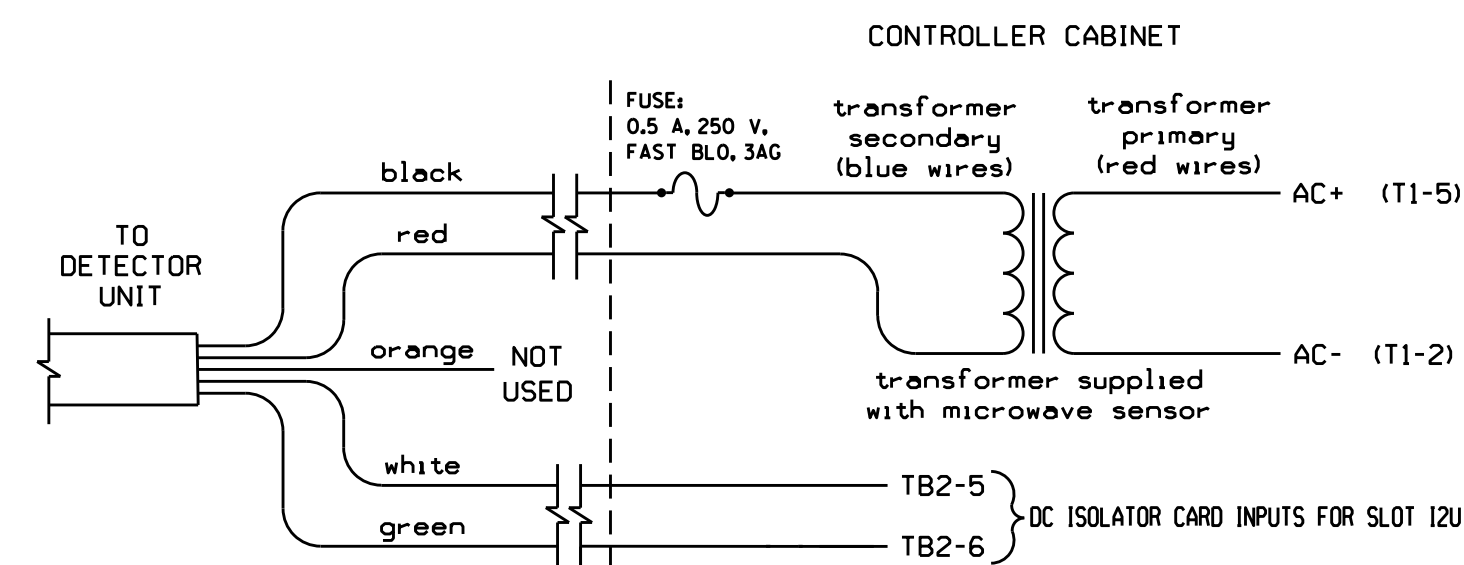 CONTROLLER CABINET
FUSE:
0.5 A, 250 V,
FAST BLO, 3AG
transformer
secondary
(blue wires)
transformer
primary
(red wires)
black
AC+ (T1-5)
red
TO
DETECTOR
UNIT
orange
NOT
USED
AC- (T1-2)
transformer supplied
with microwave sensor
white
TB2-5
green
TB2-6
DC ISOLATOR CARD INPUTS FOR SLOT I2U